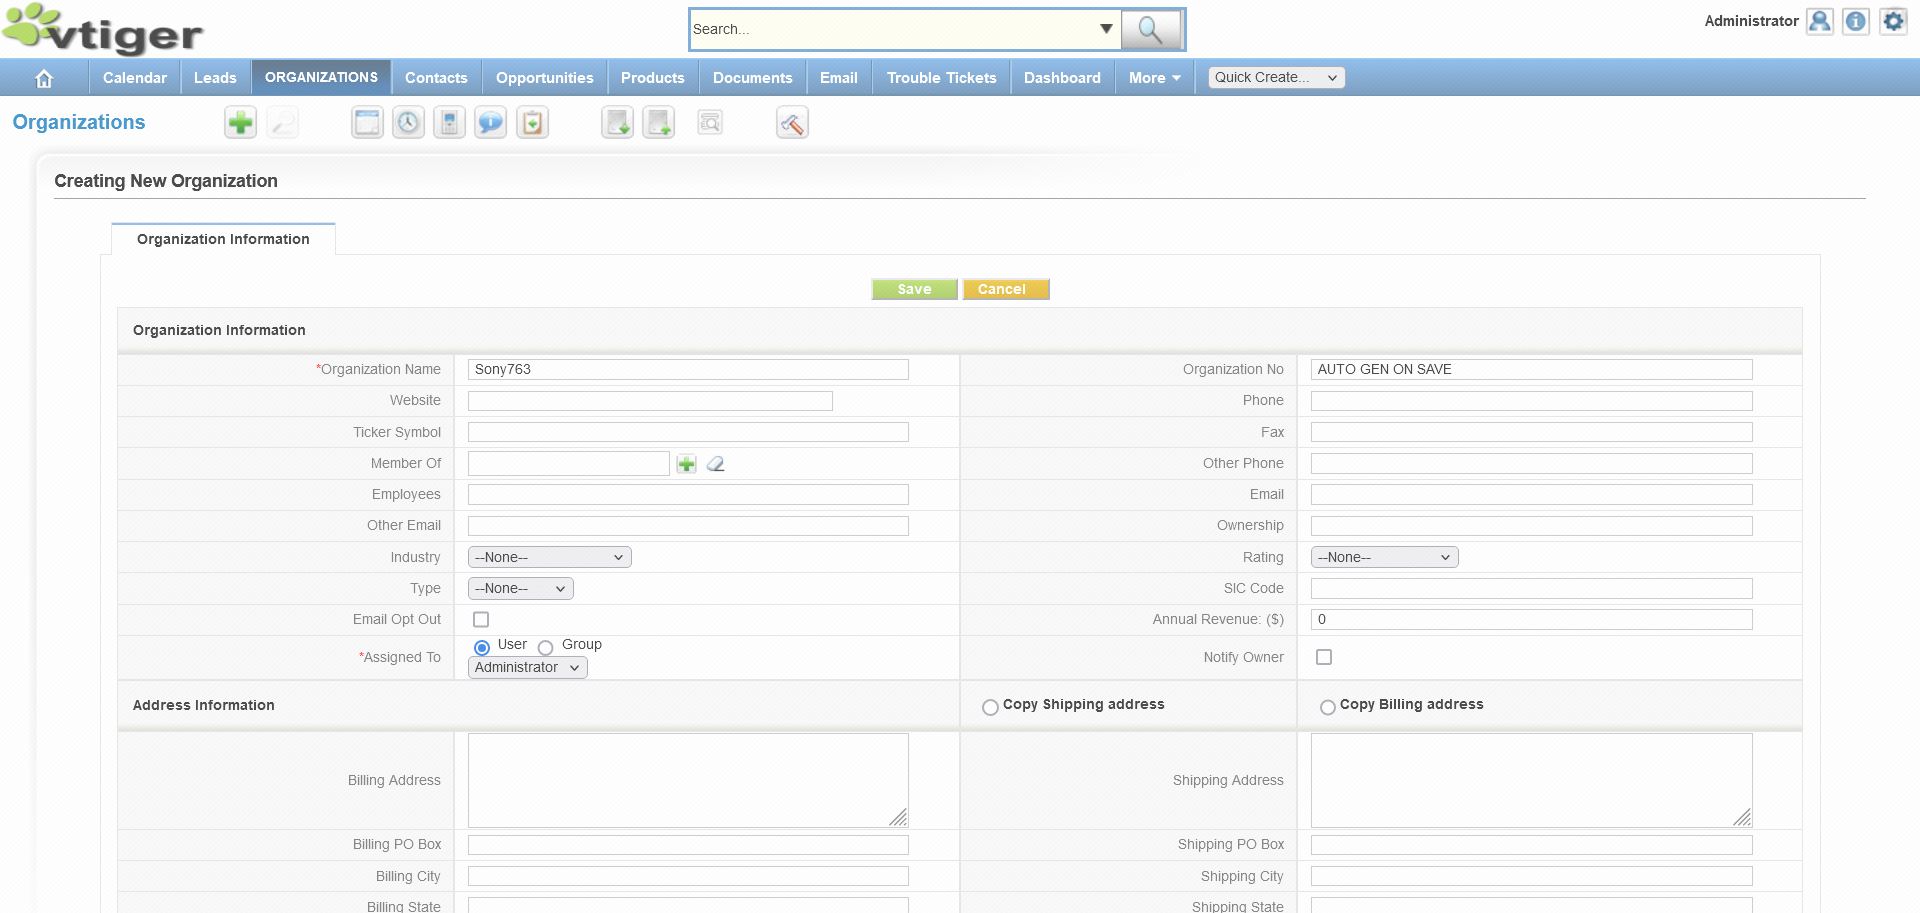 vtiger
Search...
Administrator
Calendar
Leads
ORGANIZATIONS
Contacts
Opportunities
Products
Documents
Email
Trouble Tickets
Dashboard
More
Quick Create...
Organizations
Creating New Organization
Organization Information
Save
Cancel
Organization Information
*Organization Name
Sony763
Organization No
AUTO GEN ON SAVE
Website
Phone
Ticker Symbol
Fax
Member Of
Other Phone
Employees
Email
Other Email
Ownership
Industry
--None--
Rating
--None--
Type
--None--
SIC Code
Email Opt Out
Annual Revenue: ($)
0
*Assigned To
User
Group
Administrator
Notify Owner
Address Information
Copy Shipping address
Copy Billing address
Billing Address
Shipping Address
Billing PO Box
Shipping PO Box
Billing City
Shipping City
Billing State
Shipping State